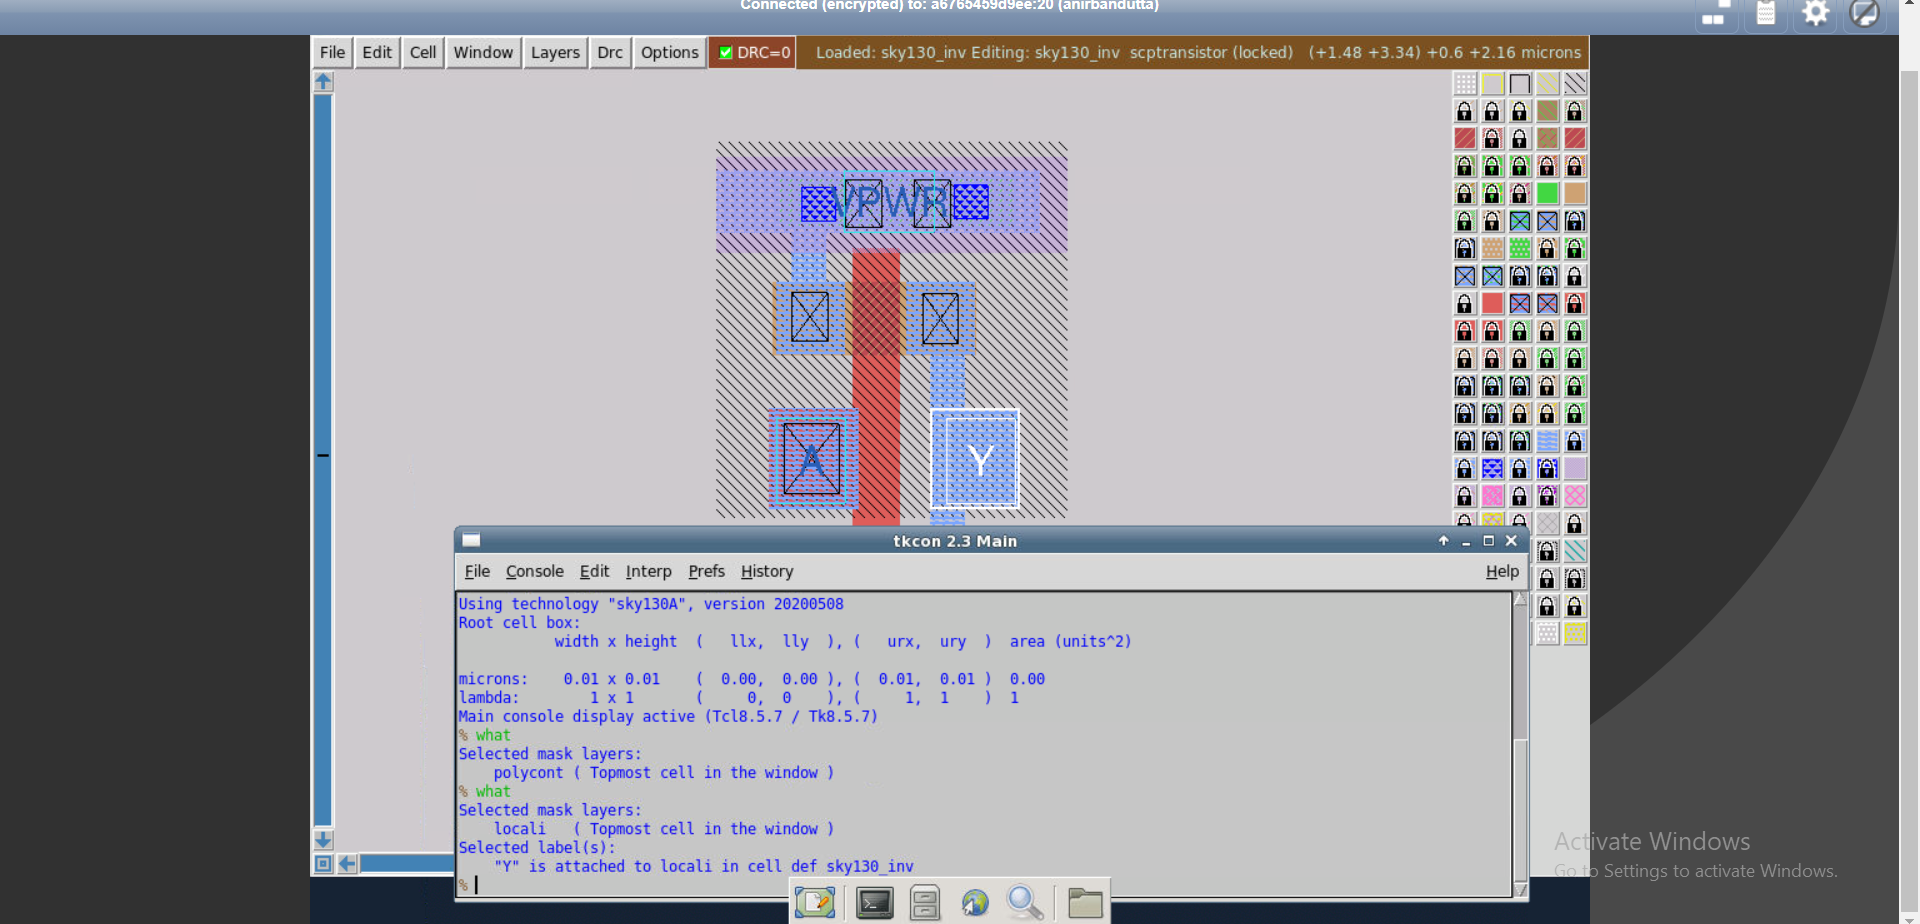 Connected (encrypted) to: a6765459d9ee:20 (anirbandutta)
File Edit Cell Window Layers Drc Options DRC=0 Loaded: sky130_inv Editing: sky130_inv scptransistor (locked) (+1.48 +3.34) +0.6 +2.16 microns
VPWR
A
Y
tkcon 2.3 Main
File Console Edit Interp Prefs History Help
Using technology "sky130A", version 20200508
Root cell box:
width x height ( llx, lly ), ( urx, ury ) area (units^2)
microns: 0.01 x 0.01 ( 0.00, 0.00 ), ( 0.01, 0.01 ) 0.00
lambda: 1 x 1 ( 0, 0 ), ( 1, 1 ) 1
Main console display active (Tcl8.5.7 / Tk8.5.7)
% what
Selected mask layers:
polycont ( Topmost cell in the window )
% what
Selected mask layers:
locali ( Topmost cell in the window )
Selected label(s):
"Y" is attached to locali in cell def sky130_inv
%
Activate Windows
Go to Settings to activate Windows.